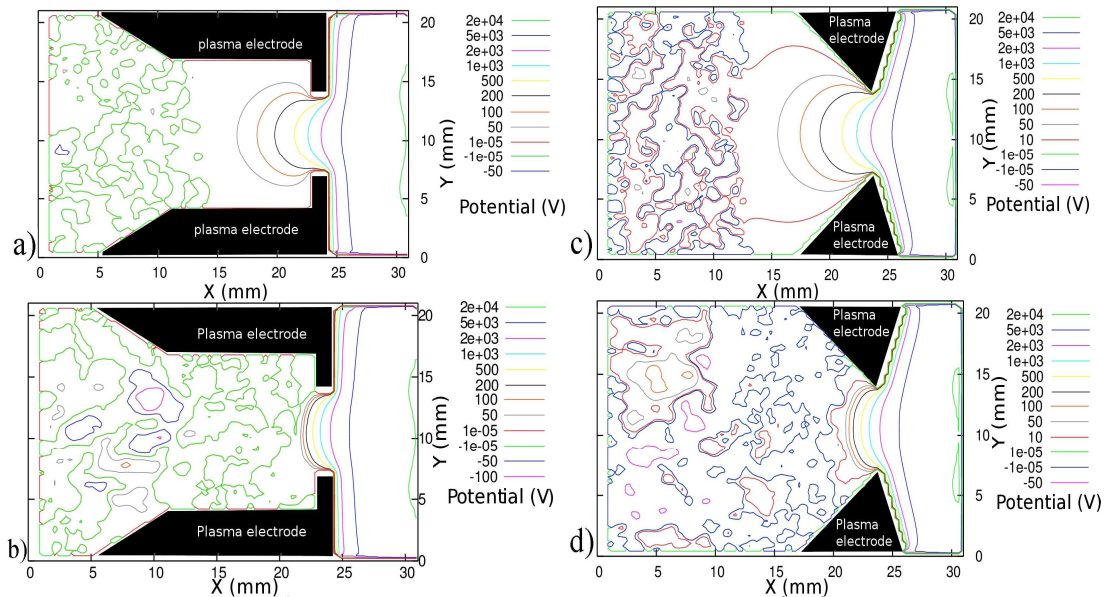 a)
plasma electrode
plasma electrode
0 5 10 15 20 25 30
X (mm)
20
15
10
5
0
Y (mm)
2e+04
5e+03
2e+03
1e+03
500
200
100
50
1e-05
-1e-05
-50
Potential (V)
c)
Plasma
electrode
Plasma
electrode
0 5 10 15 20 25 30
X (mm)
20
15
10
5
0
Y (mm)
2e+04
5e+03
2e+03
1e+03
500
200
100
50
10
1e-05
-1e-05
-50
Potential (V)
b)
Plasma electrode
Plasma electrode
0 5 10 15 20 25 30
X (mm)
20
15
10
5
0
Y (mm)
2e+04
5e+03
2e+03
1e+03
500
200
100
50
1e-05
-1e-05
-50
-100
Potential (V)
d)
Plasma
electrode
Plasma
electrode
0 5 10 15 20 25 30
X (mm)
20
15
10
5
0
Y (mm)
2e+04
5e+03
2e+03
1e+03
500
200
100
50
10
1e-05
-1e-05
-50
Potential (V)